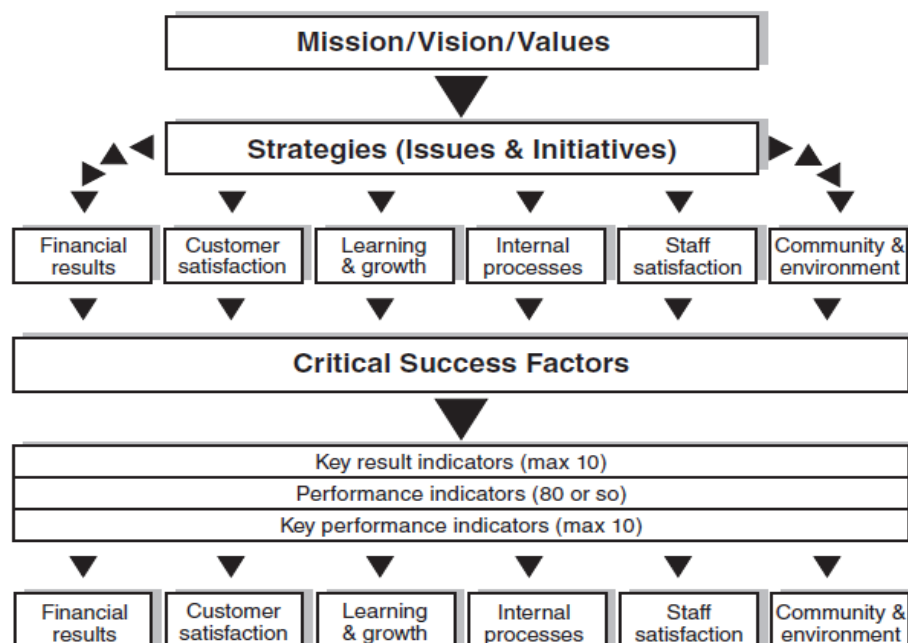 Mission/Vision/Values
Strategies (Issues & Initiatives)
Financial
results
Customer
satisfaction
Learning
& growth
Internal
processes
Staff
satisfaction
Community &
environment
Critical Success Factors
Key result indicators (max 10)
Performance indicators (80 or so)
Key performance indicators (max 10)
Financial
results
Customer
satisfaction
Learning
& growth
Internal
processes
Staff
satisfaction
Community &
environment